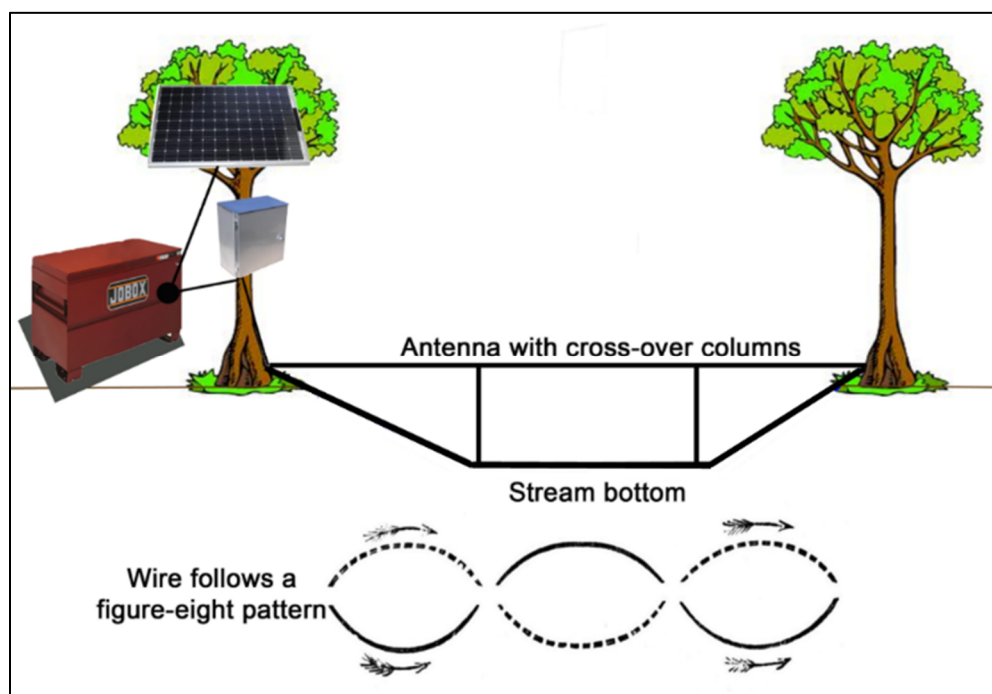 JOBOX
Antenna with cross-over columns
Stream bottom
Wire follows a
figure-eight pattern